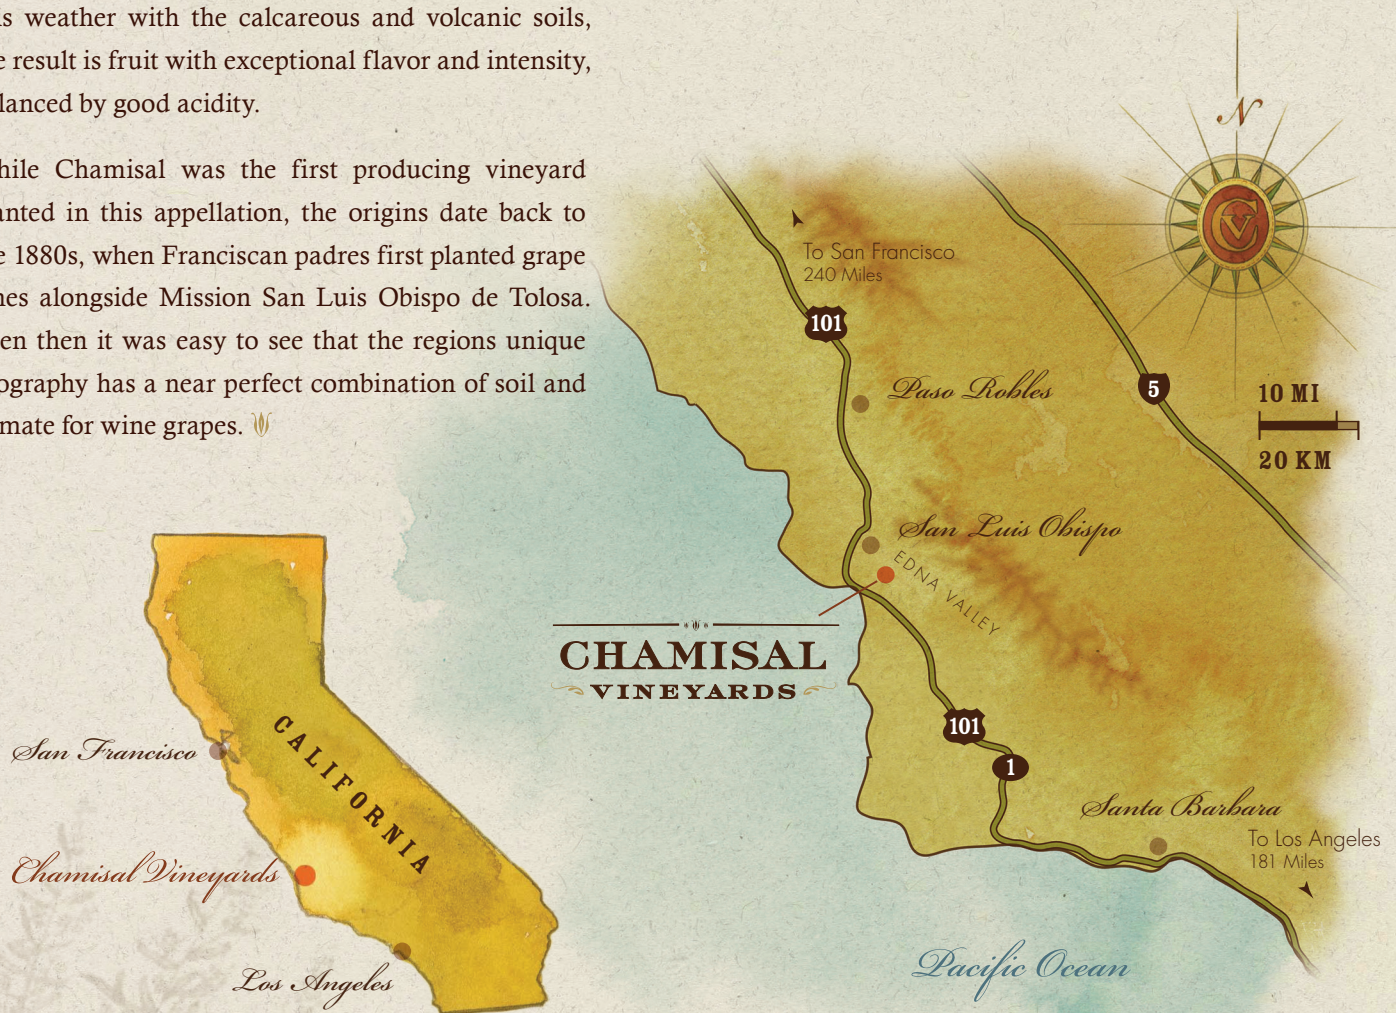 s weather with the calcareous and volcanic soils,
e result is fruit with exceptional flavor and intensity,
lanced by good acidity.
hile Chamisal was the first producing vineyard
anted in this appellation, the origins date back to
e 1880s, when Franciscan padres first planted grape
nes alongside Mission San Luis Obispo de Tolosa.
en then it was easy to see that the regions unique
ography has a near perfect combination of soil and
mate for wine grapes.
N
CV
To San Francisco
240 Miles
101
Paso Robles
5
10 MI
20 KM
San Luis Obispo
EDNA VALLEY
CHAMISAL
VINEYARDS
101
1
Santa Barbara
To Los Angeles
181 Miles
Pacific Ocean
CALIFORNIA
San Francisco
Chamisal Vineyards
Los Angeles